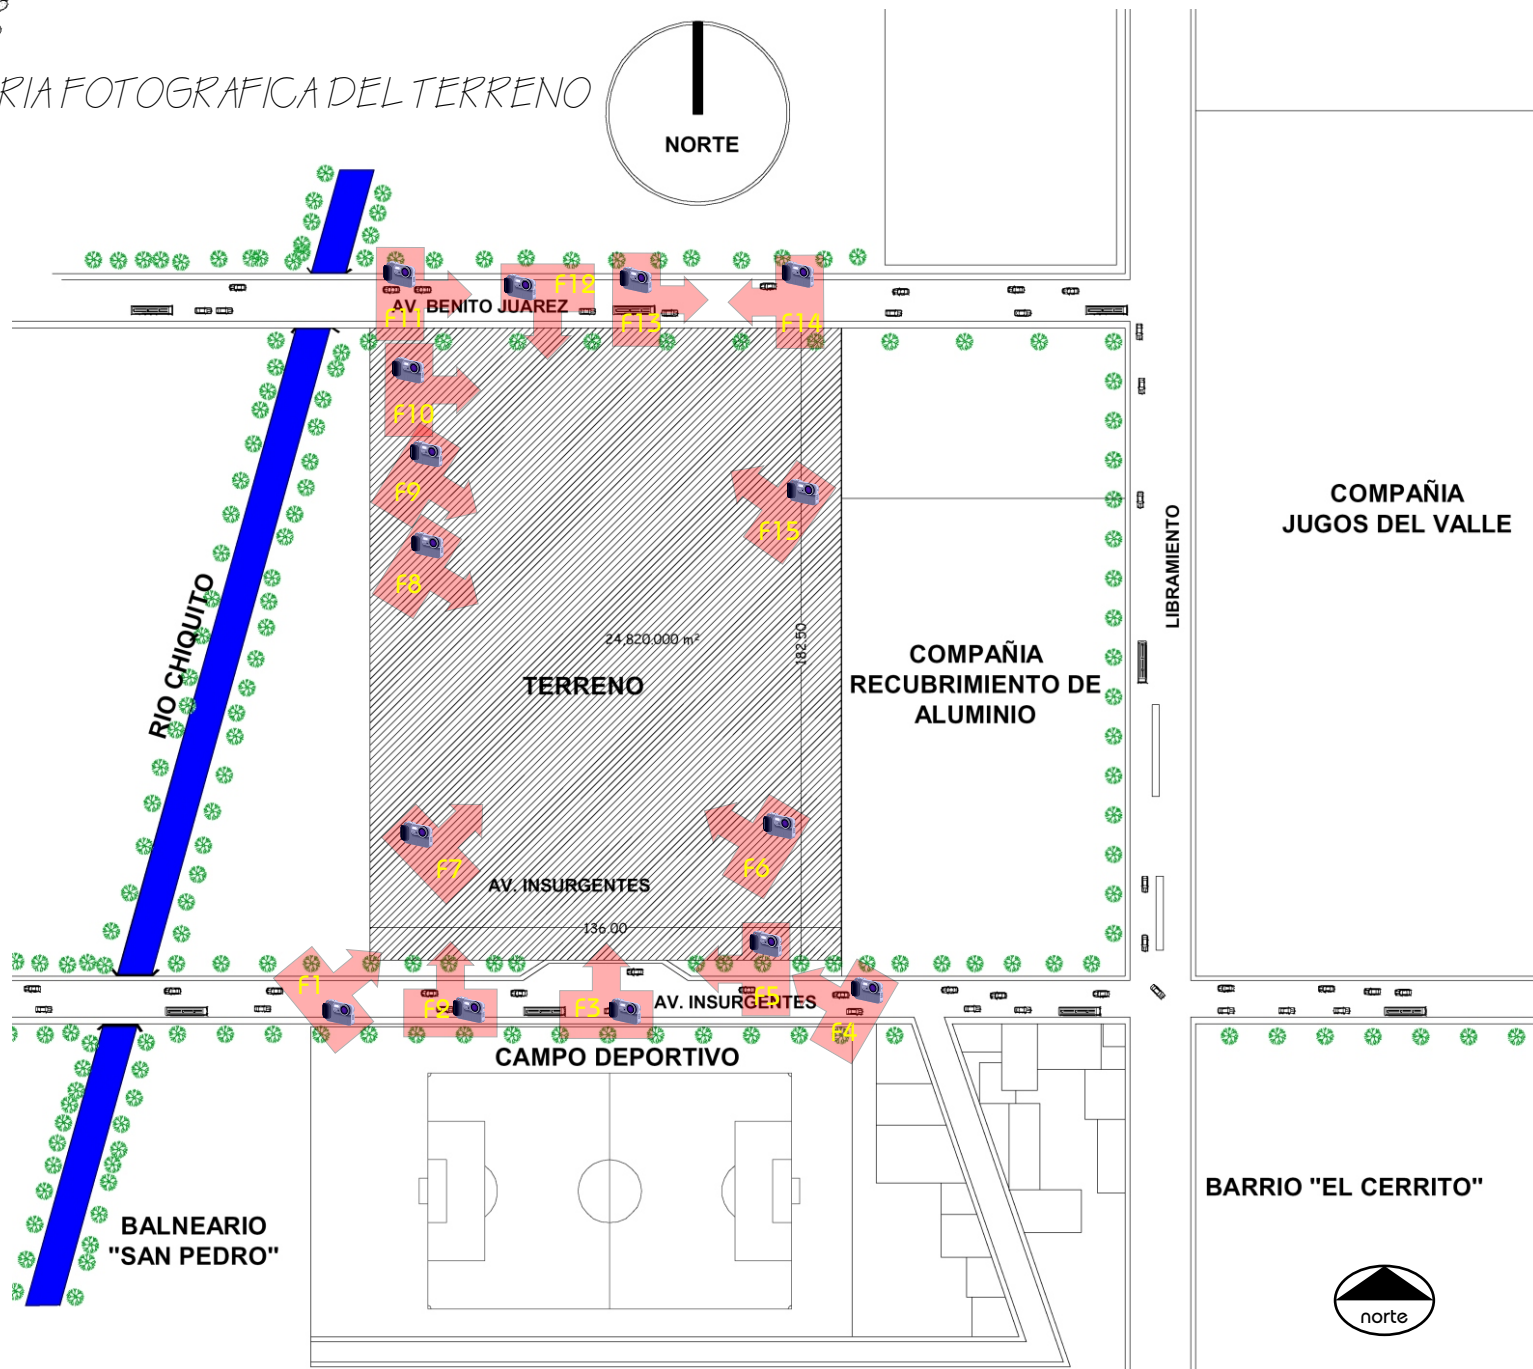 RIA FOTOGRAFICA DEL TERRENO
NORTE
F12
AV. BENITO JUAREZ
F11
F13
F14
F10
F9
F15
F8
COMPAÑIA
JUGOS DEL VALLE
LIBRAMIENTO
RIO CHIQUITO
24,820.000 m²
182.50
TERRENO
COMPAÑIA
RECUBRIMIENTO DE
ALUMINIO
F7
F6
AV. INSURGENTES
136.00
F1
F2
F3
AV. INSURGENTES
F5
F4
CAMPO DEPORTIVO
BALNEARIO
"SAN PEDRO"
BARRIO "EL CERRITO"
norte